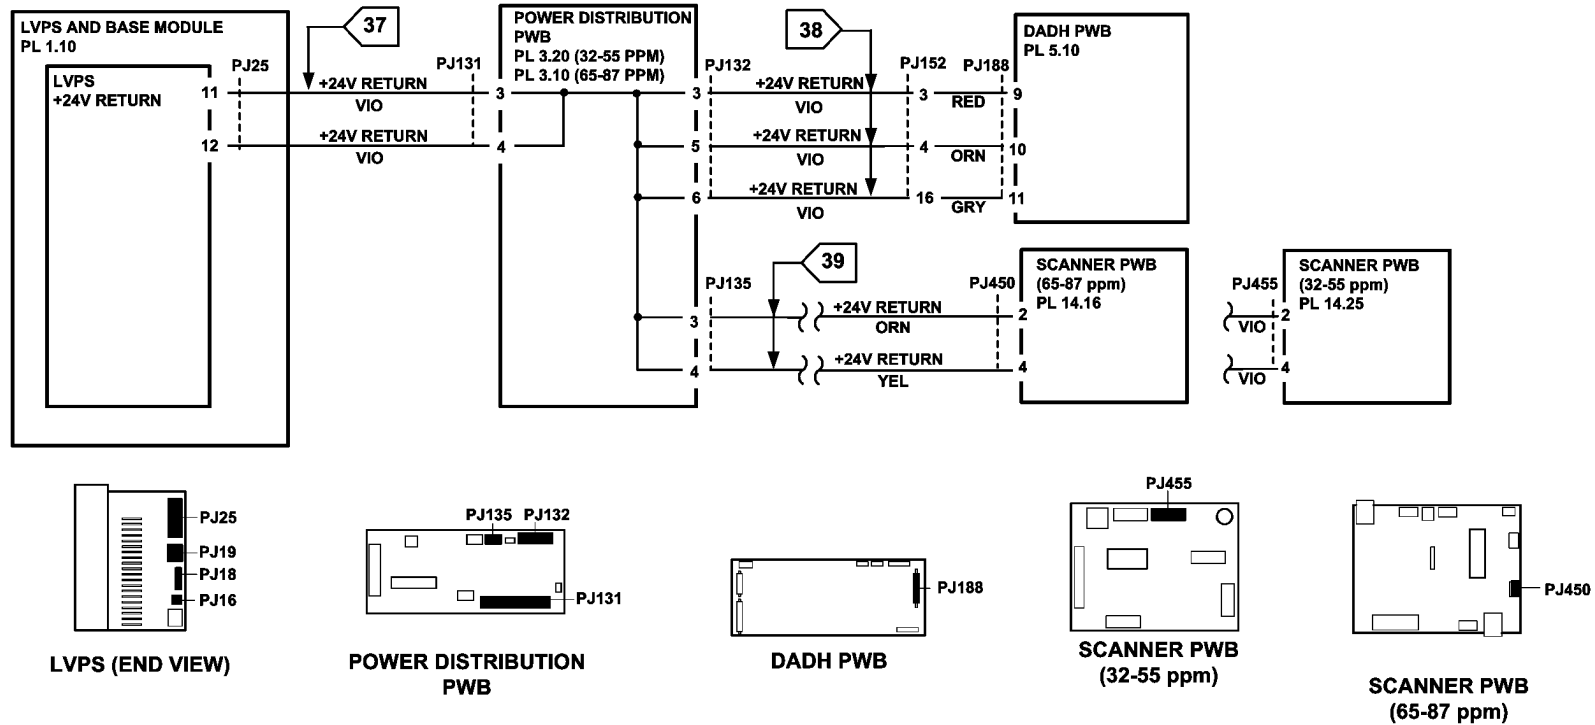 LVPS AND BASE MODULE
PL 1.10
LVPS
+24V RETURN
11
12
PJ25
37
+24V RETURN
VIO
+24V RETURN
VIO
PJ131
3
4
POWER DISTRIBUTION
PWB
PL 3.20 (32-55 PPM)
PL 3.10 (65-87 PPM)
3
5
6
3
4
PJ132
38
+24V RETURN
VIO
+24V RETURN
VIO
+24V RETURN
VIO
PJ152
3
4
16
PJ188
RED
ORN
GRY
9
10
11
DADH PWB
PL 5.10
PJ135
39
+24V RETURN
ORN
+24V RETURN
YEL
PJ450
2
4
SCANNER PWB
(65-87 ppm)
PL 14.16
PJ455
VIO
VIO
2
4
SCANNER PWB
(32-55 ppm)
PL 14.25
PJ25
PJ19
PJ18
PJ16
LVPS (END VIEW)
PJ135
PJ132
PJ131
POWER DISTRIBUTION
PWB
PJ188
DADH PWB
PJ455
SCANNER PWB
(32-55 ppm)
PJ450
SCANNER PWB
(65-87 ppm)